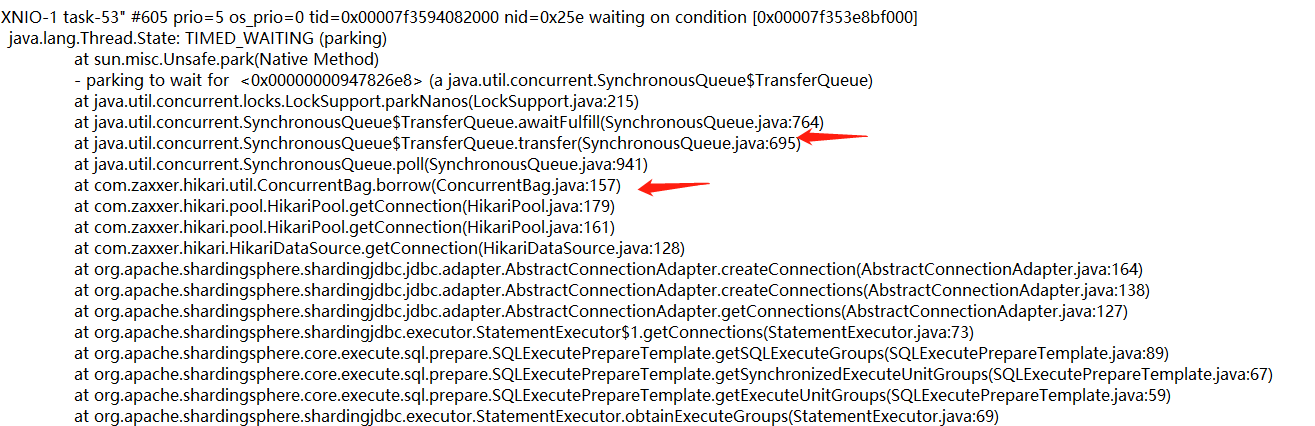 XNIO-1 task-53" #605 prio=5 os_prio=0 tid=0x00007f3594082000 nid=0x25e waiting on condition [0x00007f353e8bf000]
java.lang.Thread.State: TIMED_WAITING (parking)
at sun.misc.Unsafe.park(Native Method)
- parking to wait for <0x00000000947826e8> (a java.util.concurrent.SynchronousQueue$TransferQueue)
at java.util.concurrent.locks.LockSupport.parkNanos(LockSupport.java:215)
at java.util.concurrent.SynchronousQueue$TransferQueue.awaitFulfill(SynchronousQueue.java:764)
at java.util.concurrent.SynchronousQueue$TransferQueue.transfer(SynchronousQueue.java:695)
at java.util.concurrent.SynchronousQueue.poll(SynchronousQueue.java:941)
at com.zaxxer.hikari.util.ConcurrentBag.borrow(ConcurrentBag.java:157)
at com.zaxxer.hikari.pool.HikariPool.getConnection(HikariPool.java:179)
at com.zaxxer.hikari.pool.HikariPool.getConnection(HikariPool.java:161)
at com.zaxxer.hikari.HikariDataSource.getConnection(HikariDataSource.java:128)
at org.apache.shardingsphere.shardingjdbc.jdbc.adapter.AbstractConnectionAdapter.createConnection(AbstractConnectionAdapter.java:164)
at org.apache.shardingsphere.shardingjdbc.jdbc.adapter.AbstractConnectionAdapter.createConnections(AbstractConnectionAdapter.java:138)
at org.apache.shardingsphere.shardingjdbc.jdbc.adapter.AbstractConnectionAdapter.getConnections(AbstractConnectionAdapter.java:127)
at org.apache.shardingsphere.shardingjdbc.executor.StatementExecutor$1.getConnections(StatementExecutor.java:73)
at org.apache.shardingsphere.core.execute.sql.prepare.SQLExecutePrepareTemplate.getSQLExecuteGroups(SQLExecutePrepareTemplate.java:89)
at org.apache.shardingsphere.core.execute.sql.prepare.SQLExecutePrepareTemplate.getSynchronizedExecuteUnitGroups(SQLExecutePrepareTemplate.java:67)
at org.apache.shardingsphere.core.execute.sql.prepare.SQLExecutePrepareTemplate.getExecuteUnitGroups(SQLExecutePrepareTemplate.java:59)
at org.apache.shardingsphere.shardingjdbc.executor.StatementExecutor.obtainExecuteGroups(StatementExecutor.java:69)